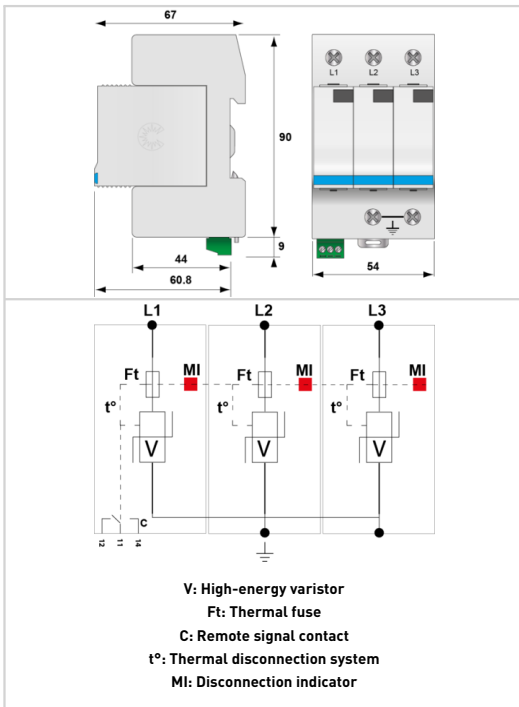 67
L1 L2 L3
90
9
44
60.8
54
L1 L2 L3
Ft MI Ft MI Ft MI
t° t° t°
V V V
C
12 11 14
V: High-energy varistor
Ft: Thermal fuse
C: Remote signal contact
t°: Thermal disconnection system
MI: Disconnection indicator